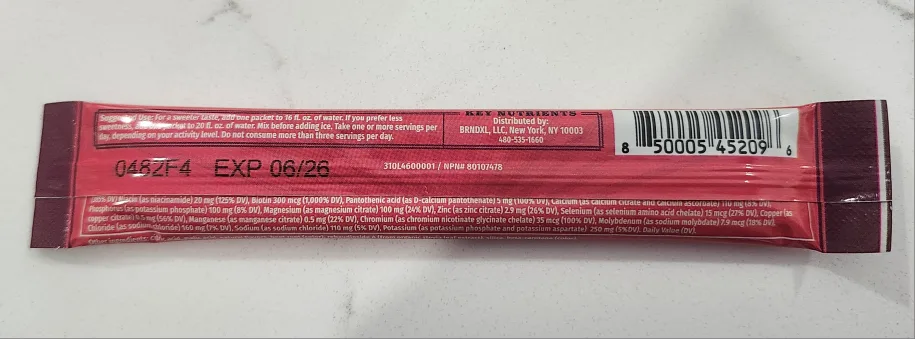 Suggested Use: For a sweeter taste, add one packet to 16 fl. oz. of water. If you prefer less
sweetness, packet to 20 fl. oz. of water. Mix before adding ice. Take one or more servings per
day, depending on your activity level. Do not consume more than three servings per day.
KEY NUTRIENTS
Distributed by:
BRNDXL, LLC, New York, NY 10003
480-535-1660
8 50005 45209 6
0482F4 EXP 06/26
310L4600001 / NPN# 80107478
Niacin (as niacinamide) 20 mg (125% DV), Biotin 300 mcg (1,000% DV), Pantothenic acid (as D-calcium pantothenate) 5 mg (100% DV), Calcium (as calcium citrate and calcium ascorbate) 110 mg (8% DV),
Phosphorus (as potassium phosphate) 100 mg (8% DV), Magnesium (as magnesium citrate) 100 mg (24% DV), Zinc (as zinc citrate) 2.9 mg (26% DV), Selenium (as selenium amino acid chelate) 15 mcg (27% DV), Copper (as
copper citrate) 0.5 mg (56% DV), Manganese (as manganese citrate) 0.5 mg (22% DV), Chromium (as chromium nicotinate glycinate chelate) 35 mcg (100% DV), Molybdenum (as sodium molybdate) 7.9 mcg (18% DV),
Chloride (as sodium chloride) 160 mg (7% DV), Sodium (as sodium chloride) 110 mg (5% DV), Potassium (as potassium phosphate and potassium aspartate) 250 mg (5%DV). Daily Value (DV).
Other ingredients: